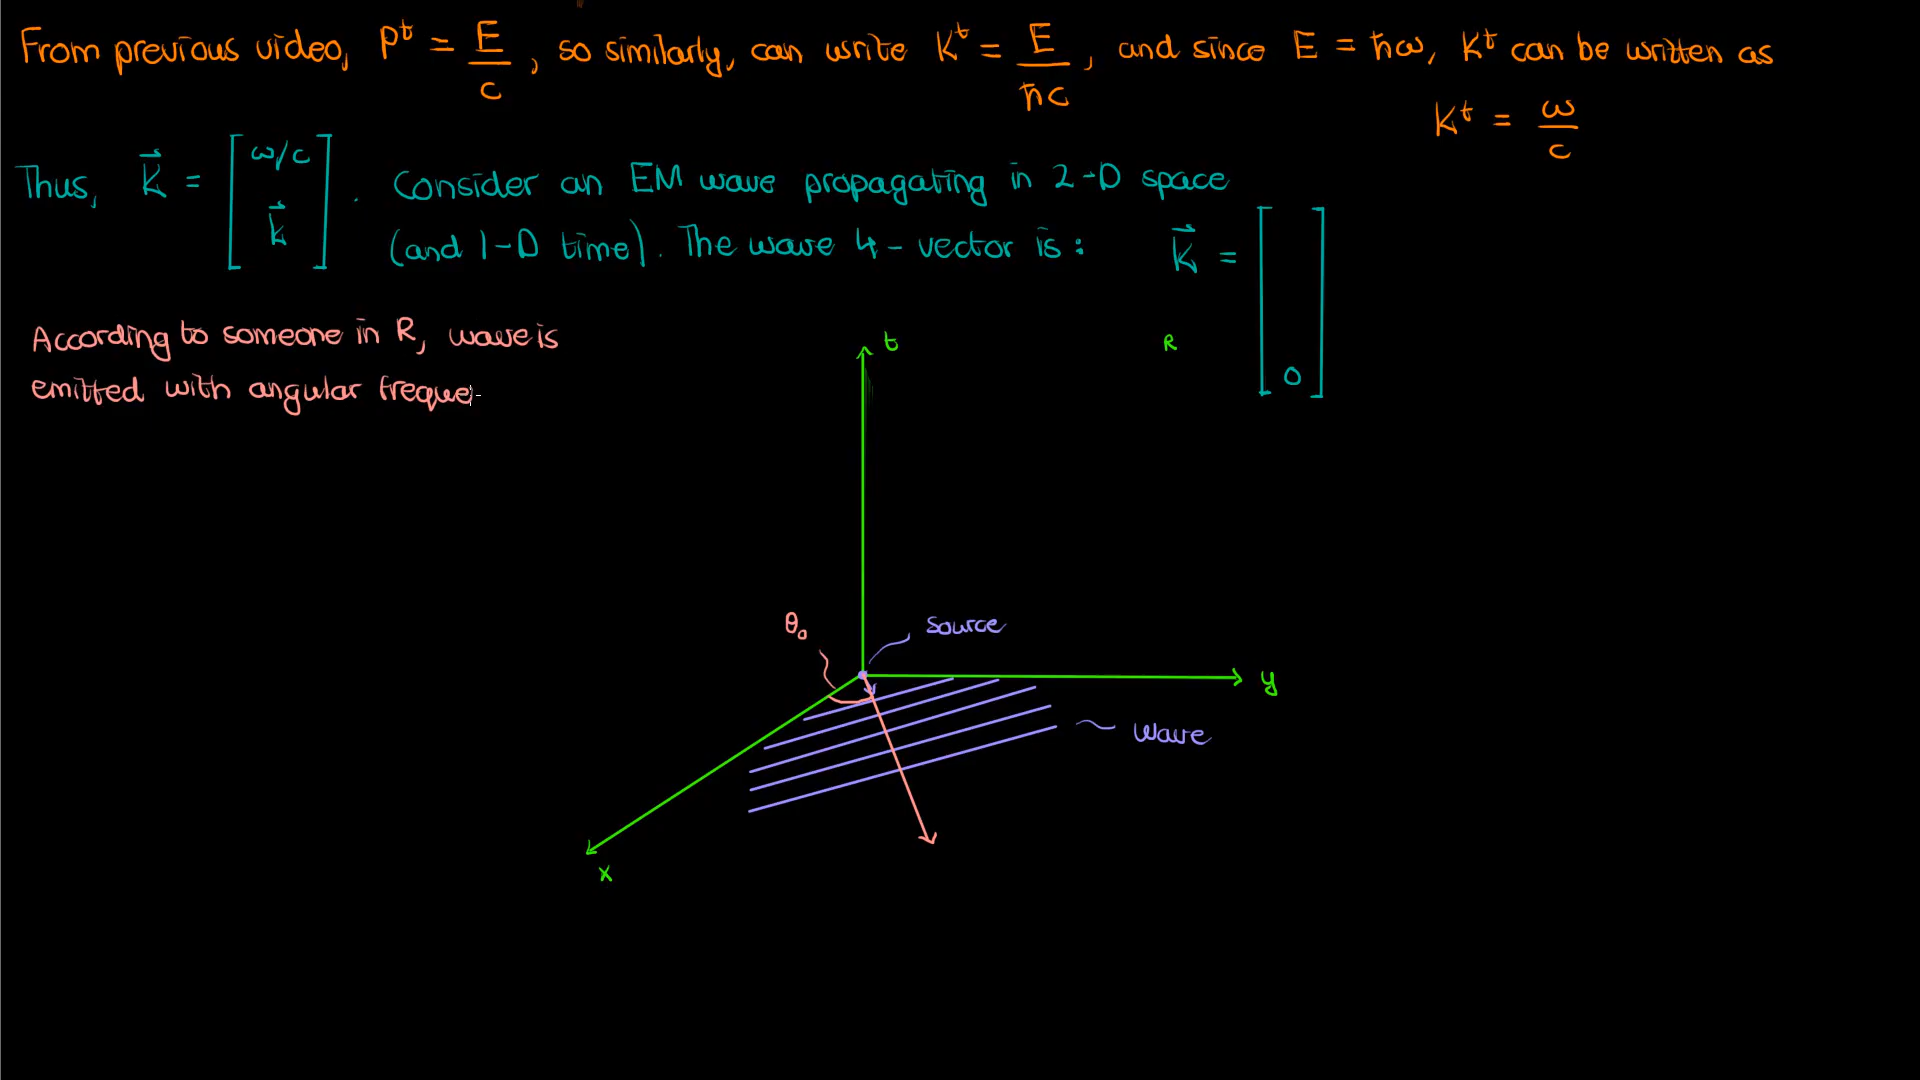 From previous video, P^t = E/c, so similarly, can write K^t = E/ħc, and since E = ħω, K^t can be written as
K^t = ω/c
Thus, K⃗ = [ω/c k⃗]. Consider an EM wave propagating in 2-D space
(and 1-D time). The wave 4-vector is: K⃗ = [ 0 ]
According to someone in R, wave is
emitted with angular freque
t
R
θ₀
Source
y
Wave
x